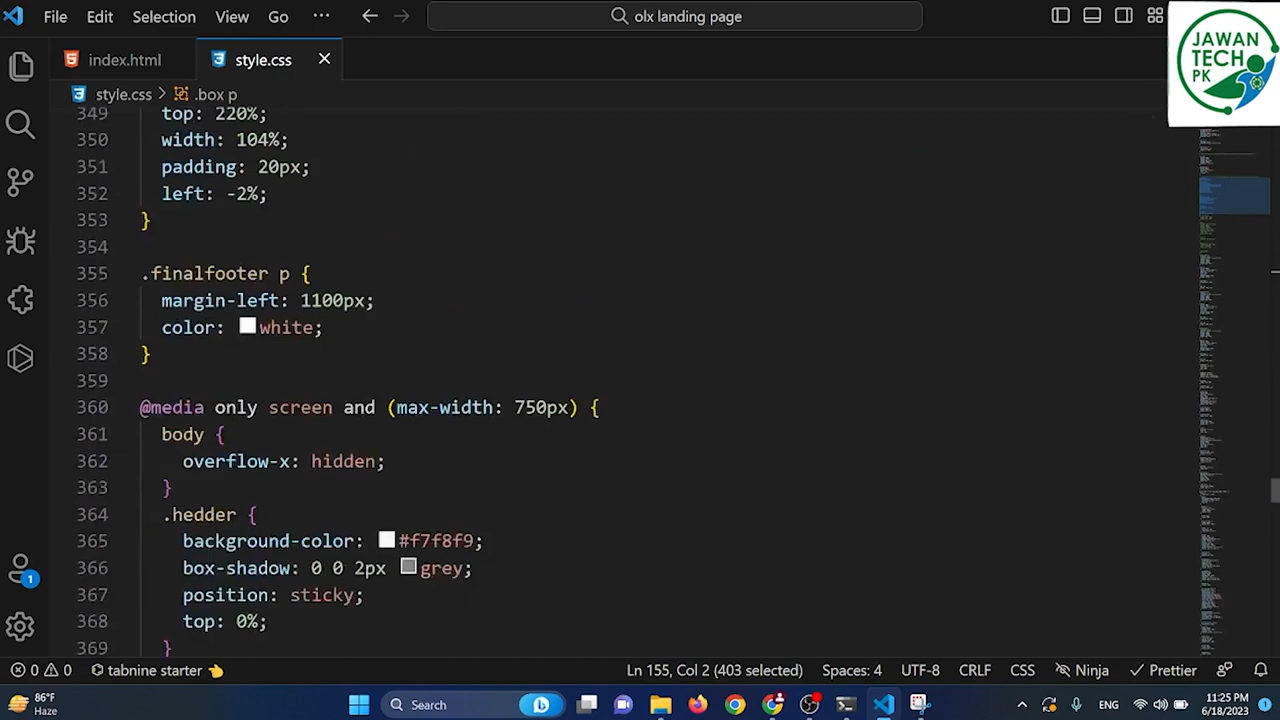 File Edit Selection View Go ··· olx landing page
JAWAN
TECH
PK
index.html style.css
style.css > .box p
349 top: 220%;
350 width: 104%;
351 padding: 20px;
352 left: -2%;
353 }
354
355 .finalfooter p {
356 margin-left: 1100px;
357 color: white;
358 }
359
360 @media only screen and (max-width: 750px) {
361 body {
362 overflow-x: hidden;
363 }
364 .hedder {
365 background-color: #f7f8f9;
366 box-shadow: 0 0 2px grey;
367 position: sticky;
368 top: 0%;
369 }
1
0 0 tabnine starter Ln 155, Col 2 (403 selected) Spaces: 4 UTF-8 CRLF CSS Ninja Prettier
86°F
Haze
Search
ENG
11:25 PM
6/18/2023
1